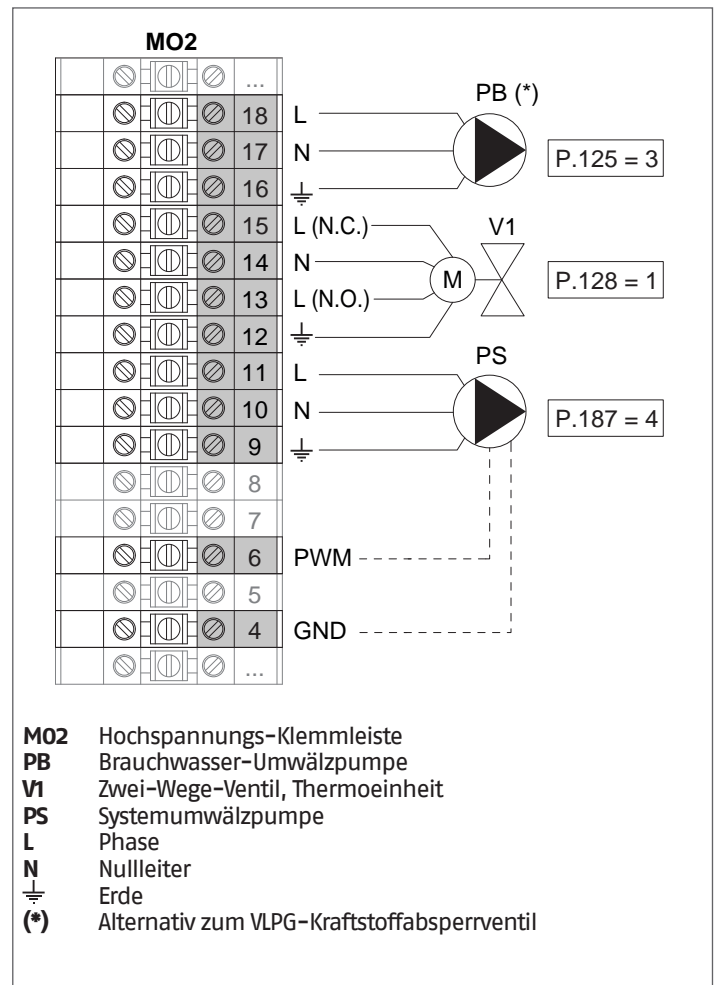 MO2
...
PB (*)
18 L
17 N P.125 = 3
16 ⏚
15 L (N.C.) V1
14 N M P.128 = 1
13 L (N.O.)
12 ⏚
PS
11 L
10 N P.187 = 4
9 ⏚
8
7
6 PWM
5
4 GND
...
M02 Hochspannungs-Klemmleiste
PB Brauchwasser-Umwälzpumpe
V1 Zwei-Wege-Ventil, Thermoeinheit
PS Systemumwälzpumpe
L Phase
N Nullleiter
⏚ Erde
(*) Alternativ zum VLPG-Kraftstoffabsperrventil